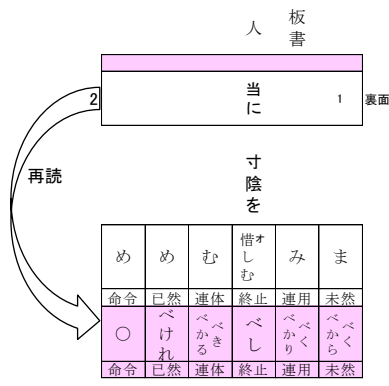 板書
人
裏面
1
当に
2
再読
寸陰を
ま
み
惜ォしむ
む
め
め
未然
連用
終止
連体
已然
命令
べく
べから
べく
べかり
べし
べき
べかる
べけれ
○
未然
連用
終止
連体
已然
命令